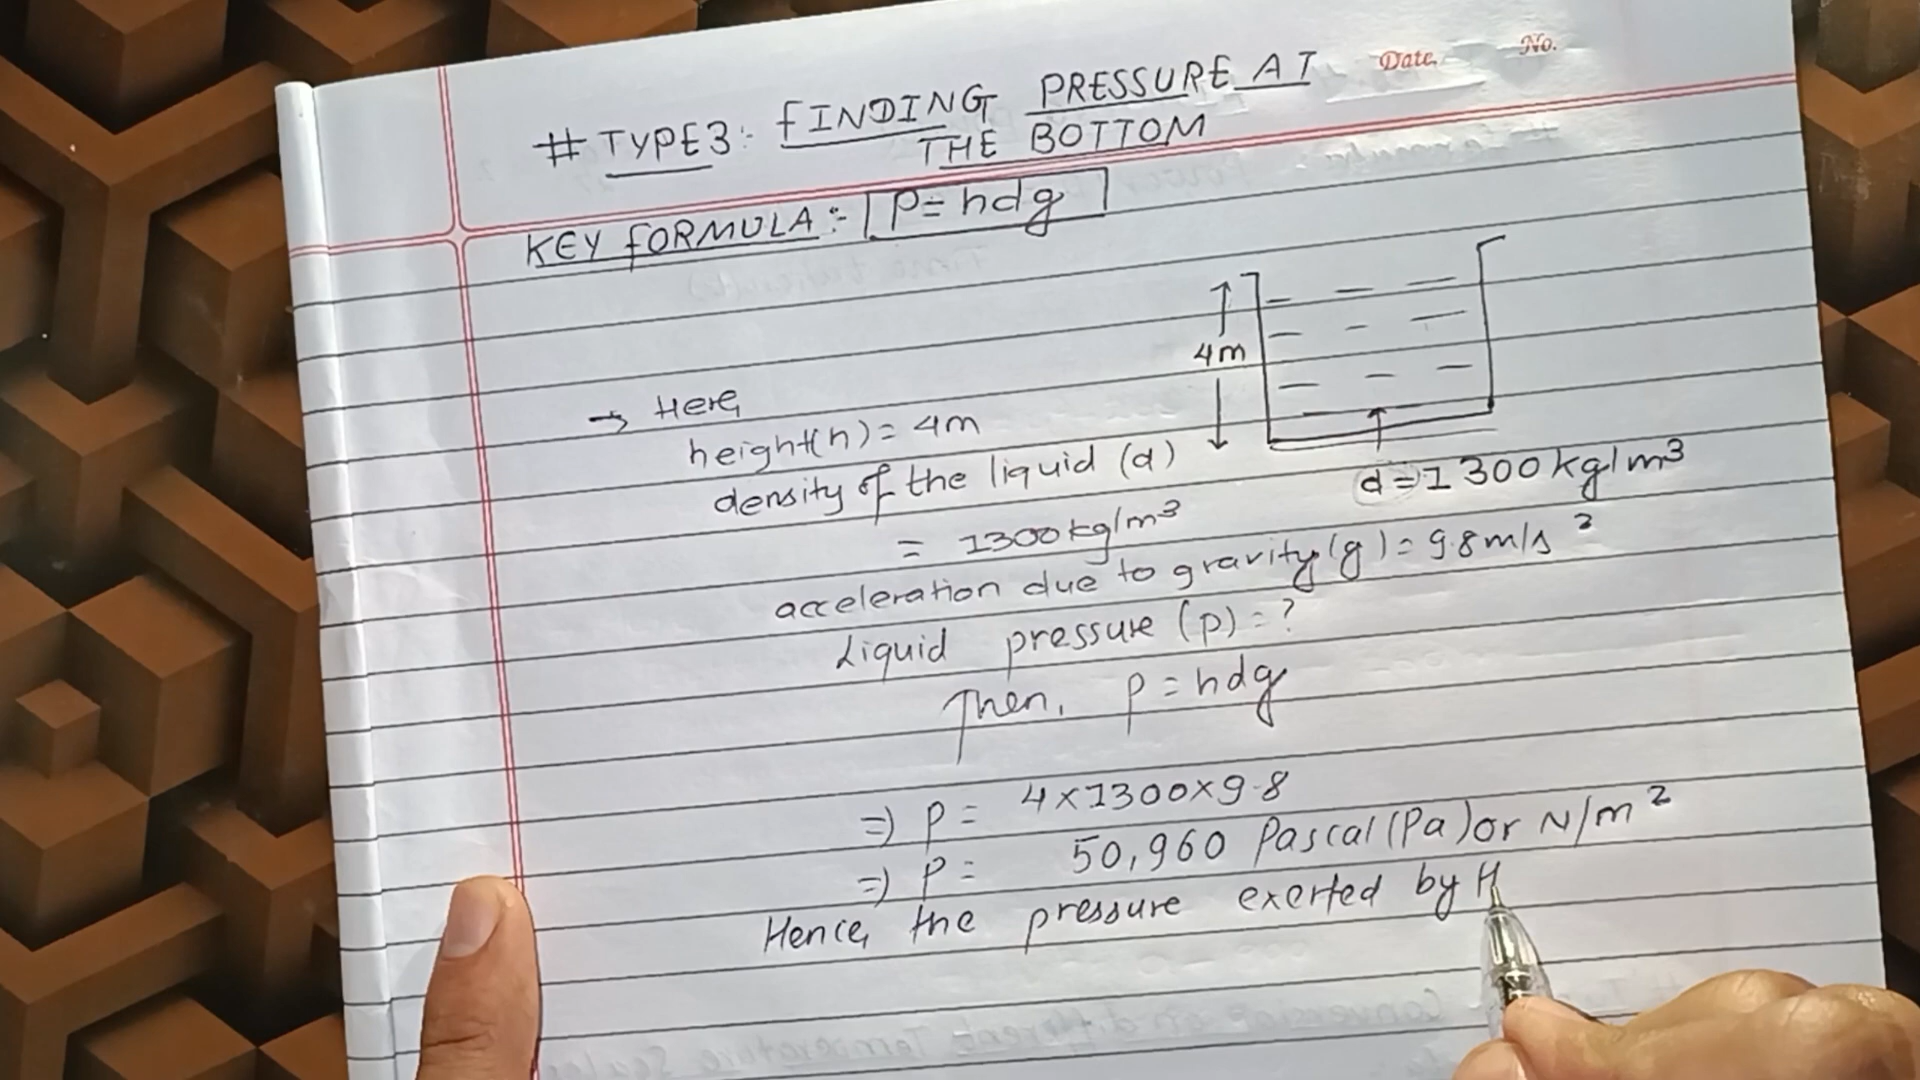 Date.
No.
# TYPE3:- FINDING PRESSURE AT
THE BOTTOM
KEY FORMULA:- P=hdg
4m
→ Here,
height(h)= 4m
density of the liquid (d)
d=1300kg/m³
= 1300kg/m³
acceleration due to gravity(g)= 9.8m/s²
Liquid pressure (p)=?
Then, P=hdg
=) P= 4×1300×9.8
=) P= 50,960 Pascal(Pa)or N/m²
Hence, the pressure exerted by H